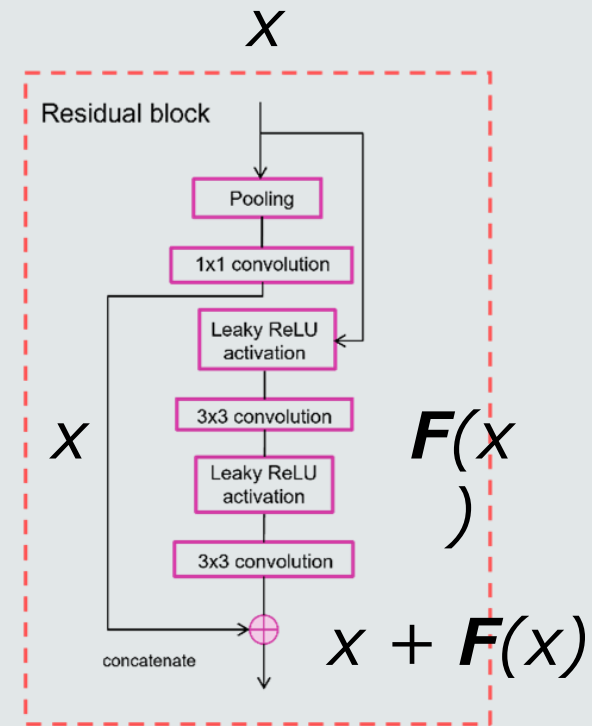 x
Residual block
Pooling
1x1 convolution
Leaky ReLU
activation
3x3 convolution
x
F(x
)
Leaky ReLU
activation
3x3 convolution
x + F(x)
concatenate